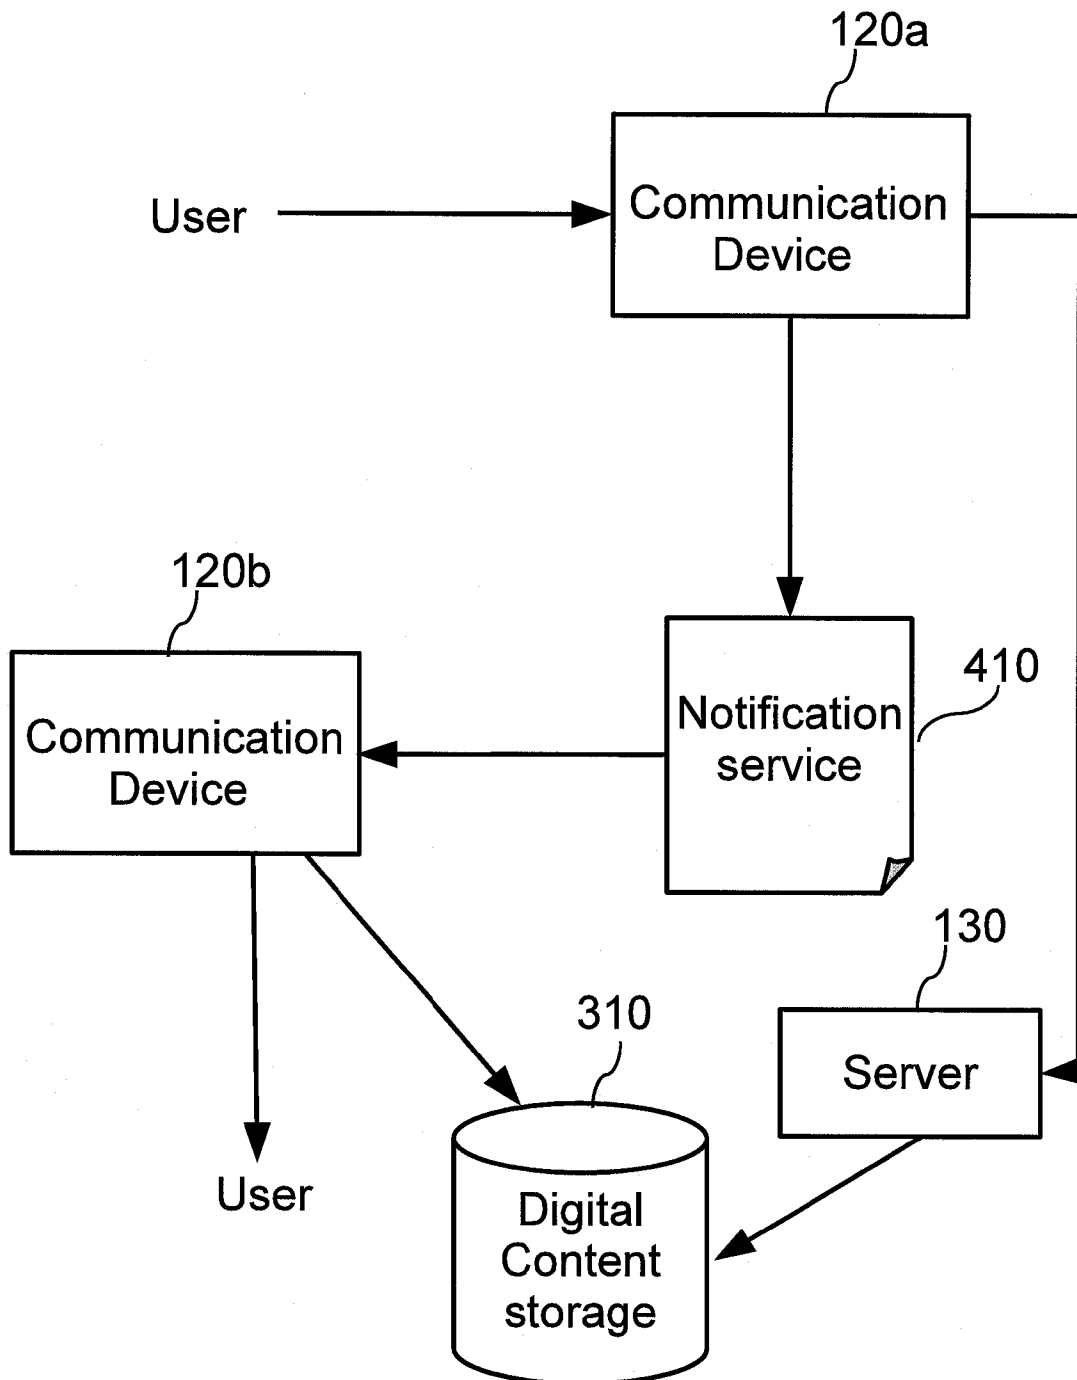 120a
User
Communication
Device
120b
Communication
Device
410
Notification
service
130
Server
310
User
Digital
Content
storage